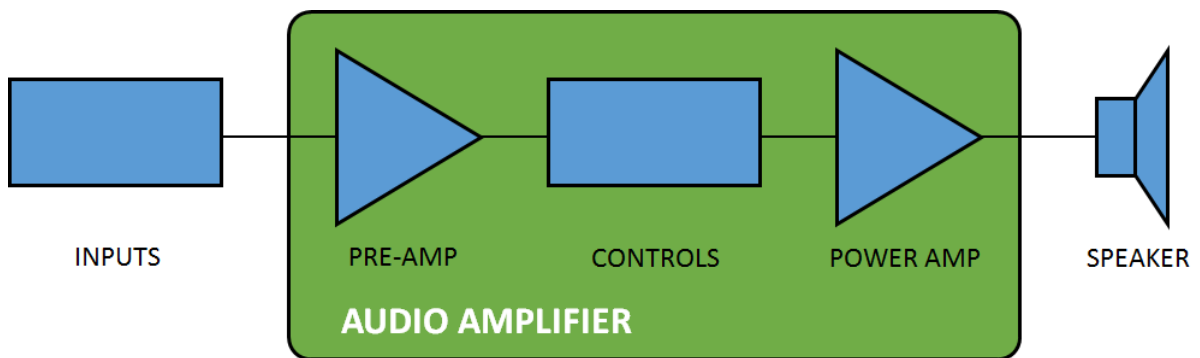 INPUTS PRE-AMP CONTROLS POWER AMP SPEAKER
AUDIO AMPLIFIER